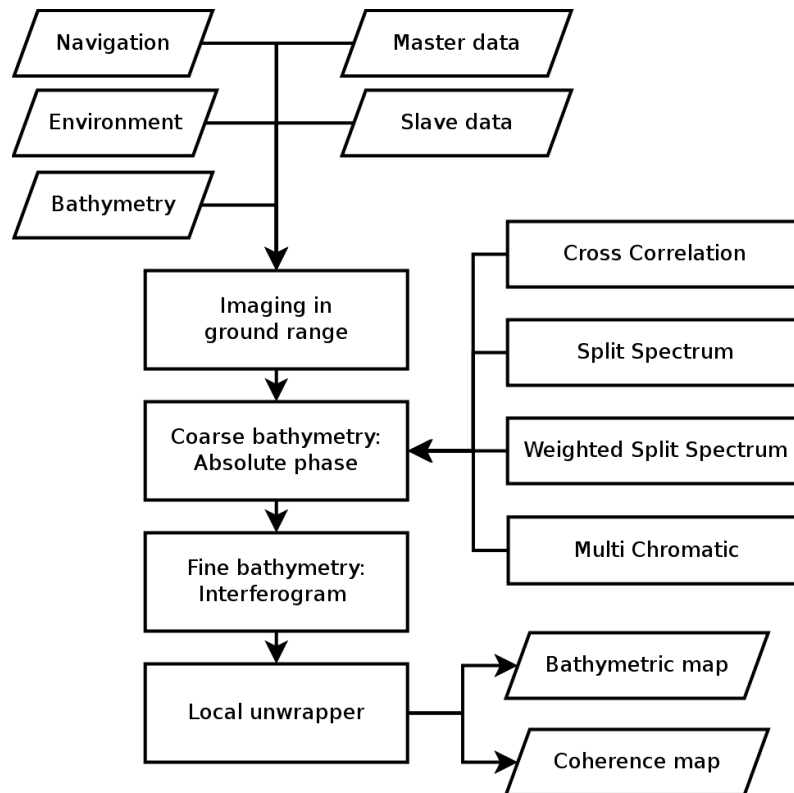 Navigation
Master data
Environment
Slave data
Bathymetry
Cross Correlation
Imaging in
ground range
Split Spectrum
Coarse bathymetry:
Absolute phase
Weighted Split Spectrum
Multi Chromatic
Fine bathymetry:
Interferogram
Bathymetric map
Local unwrapper
Coherence map